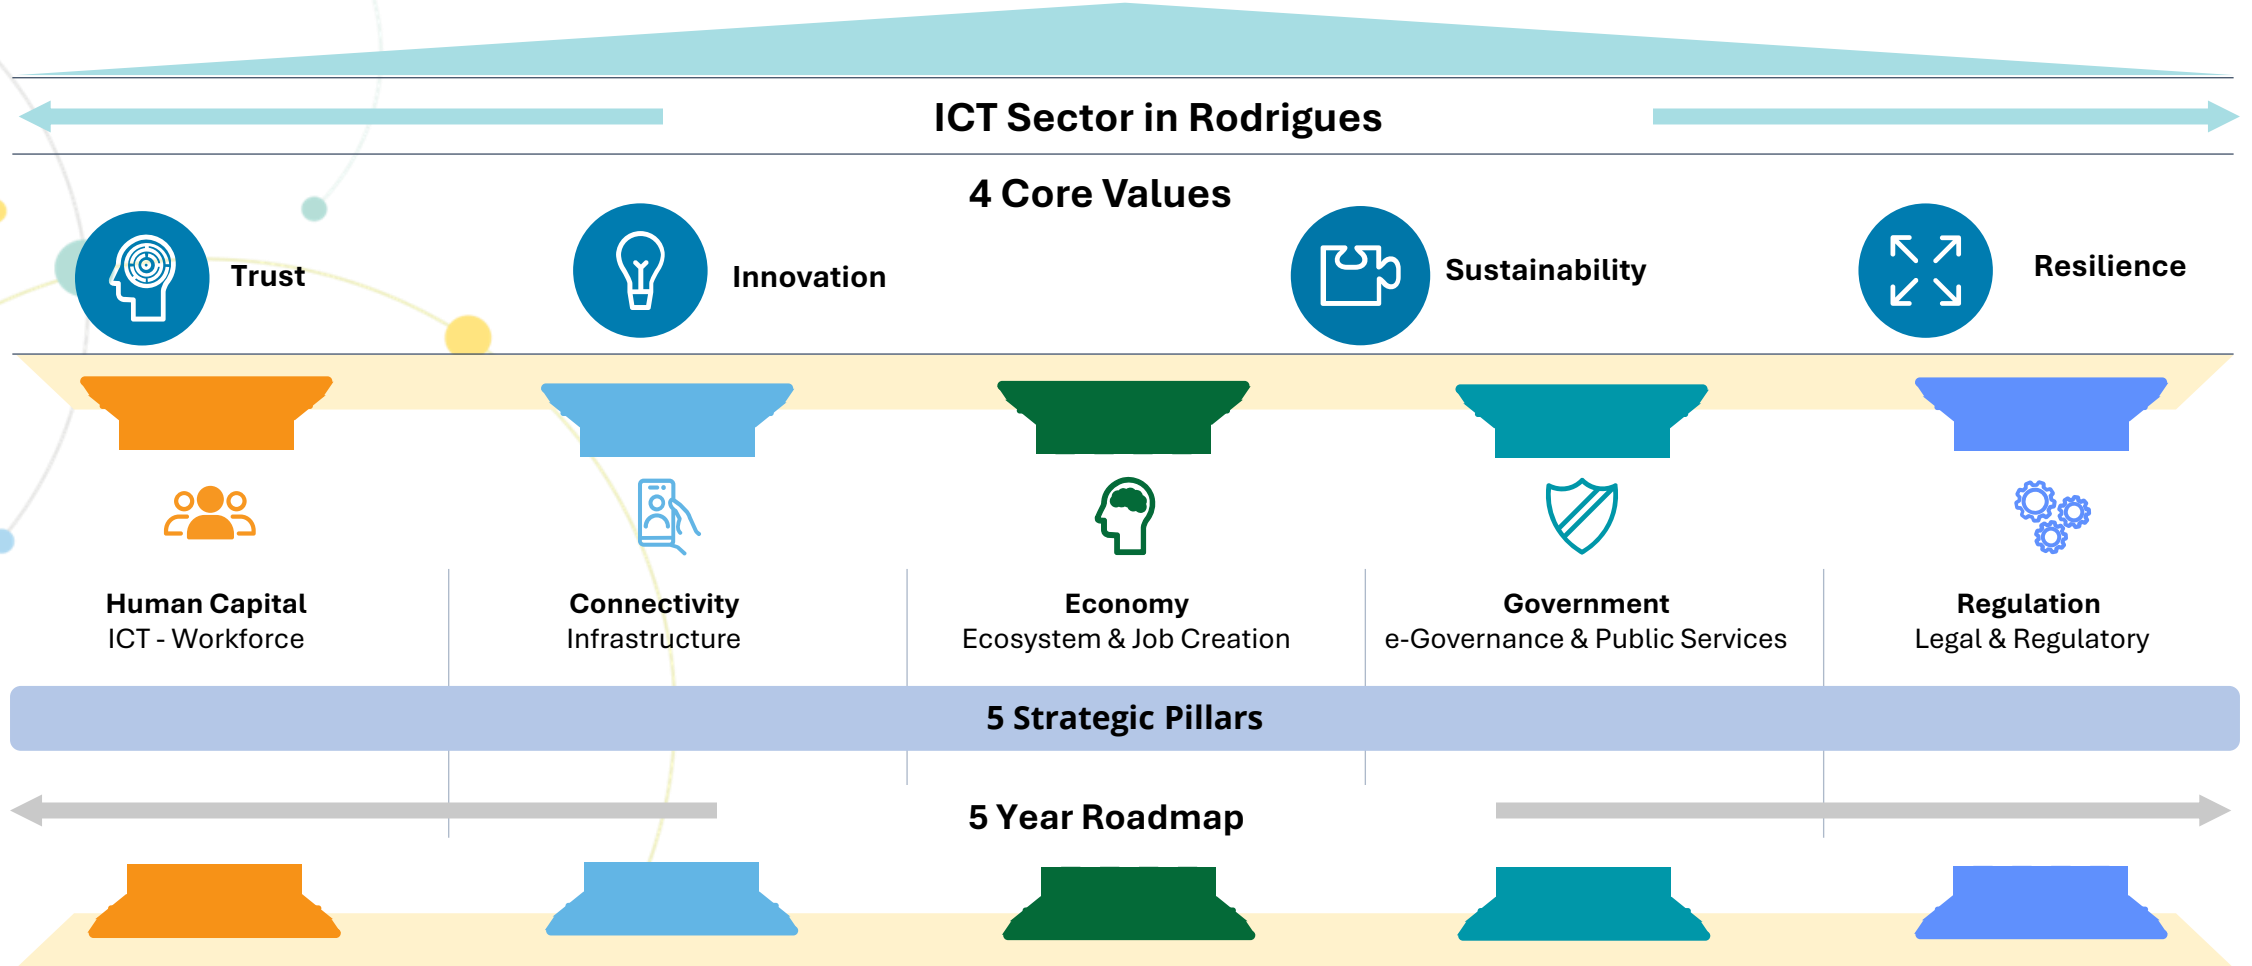 ICT Sector in Rodrigues
4 Core Values
Trust
Innovation
Sustainability
Resilience
Human Capital
ICT - Workforce
Connectivity
Infrastructure
Economy
Ecosystem & Job Creation
Government
e-Governance & Public Services
Regulation
Legal & Regulatory
5 Strategic Pillars
5 Year Roadmap